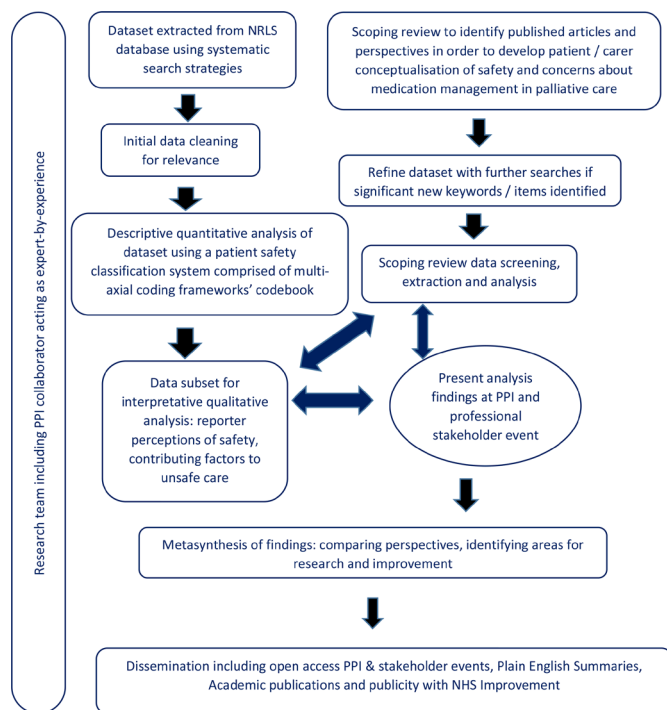 Research team including PPI collaborator acting as expert-by-experience
Dataset extracted from NRLS
database using systematic
search strategies
Initial data cleaning
for relevance
Descriptive quantitative analysis of
dataset using a patient safety
classification system comprised of multi-
axial coding frameworks’ codebook
Data subset for
interpretative qualitative
analysis: reporter
perceptions of safety,
contributing factors to
unsafe care
Scoping review to identify published articles and
perspectives in order to develop patient / carer
conceptualisation of safety and concerns about
medication management in palliative care
Refine dataset with further searches if
significant new keywords / items identified
Scoping review data screening,
extraction and analysis
Present analysis
findings at PPI and
professional
stakeholder event
Metasynthesis of findings: comparing perspectives, identifying areas for
research and improvement
Dissemination including open access PPI & stakeholder events, Plain English Summaries,
Academic publications and publicity with NHS Improvement